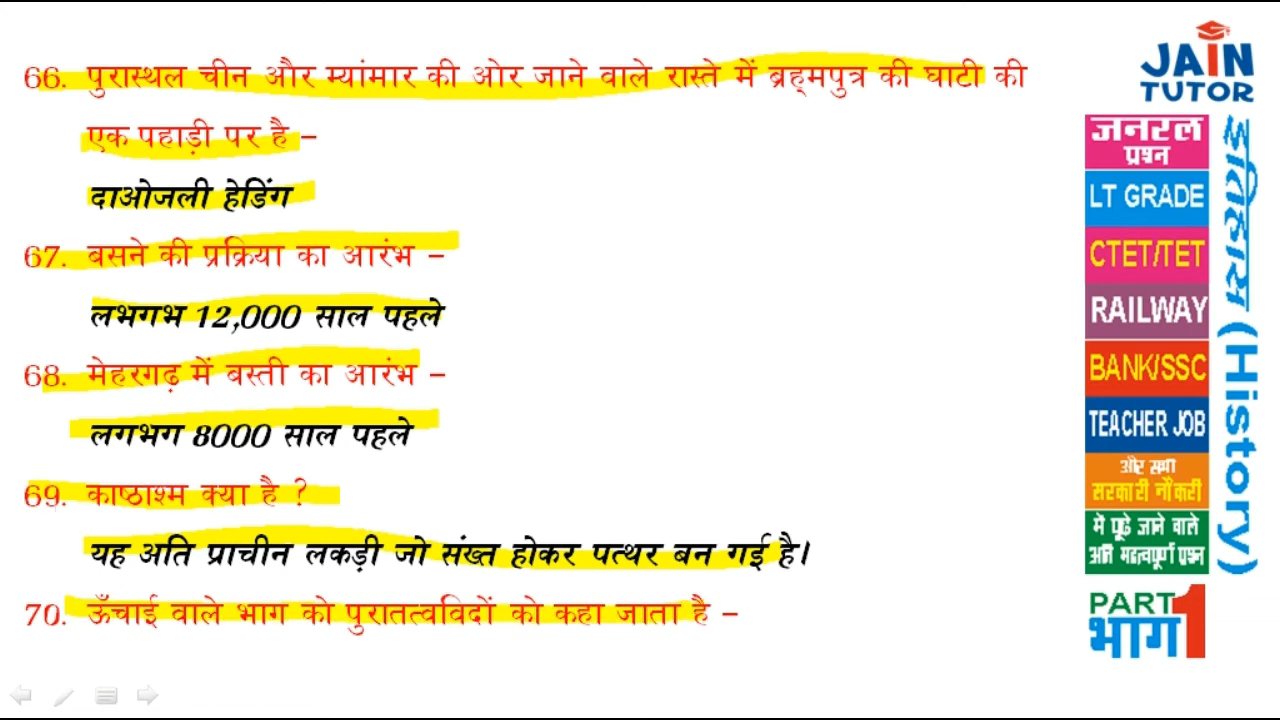 66. पुरास्थल चीन और म्यांमार की ओर जाने वाले रास्ते में ब्रह्मपुत्र की घाटी की
एक पहाड़ी पर है –
दाओजली हेडिंग
67. बसने की प्रक्रिया का आरंभ –
लभगभ 12,000 साल पहले
68. मेहरगढ़ में बस्ती का आरंभ –
लगभग 8000 साल पहले
69. काष्ठाश्म क्या है ?
यह अति प्राचीन लकड़ी जो संख्त होकर पत्थर बन गई है।
70. ऊँचाई वाले भाग को पुरातत्वविदों को कहा जाता है –
JAIN
TUTOR
जनरल
प्रश्न
LT GRADE
CTET/TET
RAILWAY
BANK/SSC
TEACHER JOB
और सभी
सरकारी नौकरी
में पूछे जाने वाले
अति महत्वपूर्ण प्रश्न
इतिहास (History)
PART 1
भाग